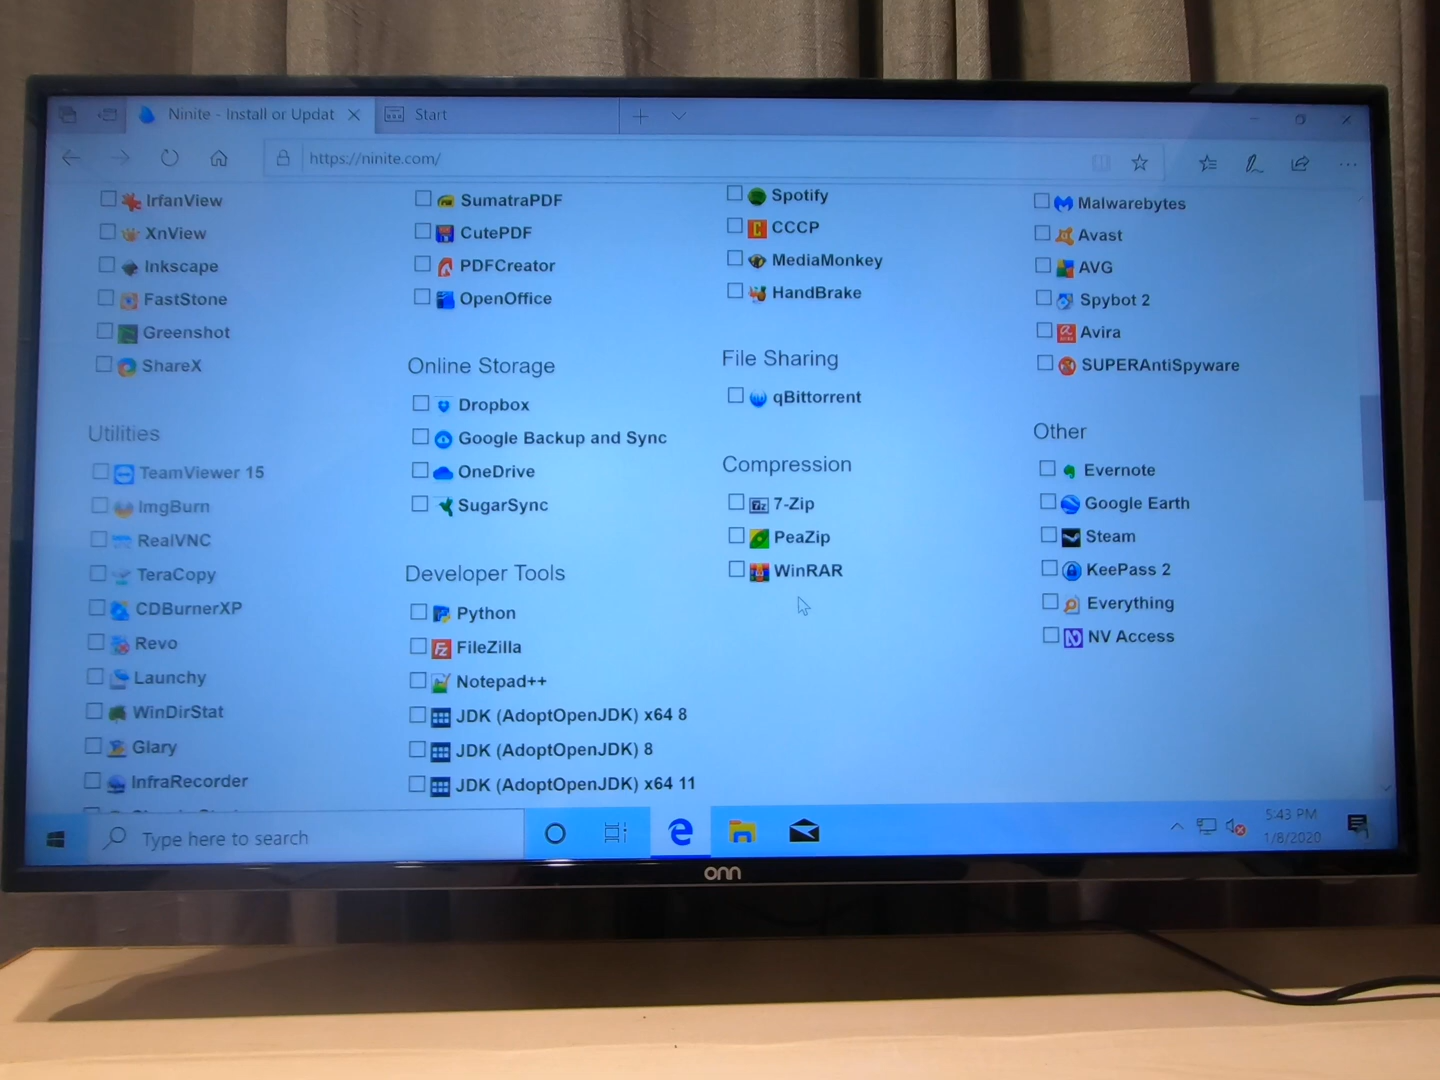 Ninite - Install or Updat
Start
https://ninite.com/
IrfanView
XnView
Inkscape
FastStone
Greenshot
ShareX
Utilities
TeamViewer 15
ImgBurn
RealVNC
TeraCopy
CDBurnerXP
Revo
Launchy
WinDirStat
Glary
InfraRecorder
SumatraPDF
CutePDF
PDFCreator
OpenOffice
Online Storage
Dropbox
Google Backup and Sync
OneDrive
SugarSync
Developer Tools
Python
FileZilla
Notepad++
JDK (AdoptOpenJDK) x64 8
JDK (AdoptOpenJDK) 8
JDK (AdoptOpenJDK) x64 11
Spotify
CCCP
MediaMonkey
HandBrake
File Sharing
qBittorrent
Compression
7-Zip
PeaZip
WinRAR
Malwarebytes
Avast
AVG
Spybot 2
Avira
SUPERAntiSpyware
Other
Evernote
Google Earth
Steam
KeePass 2
Everything
NV Access
Type here to search
5:43 PM
1/8/2020
onn